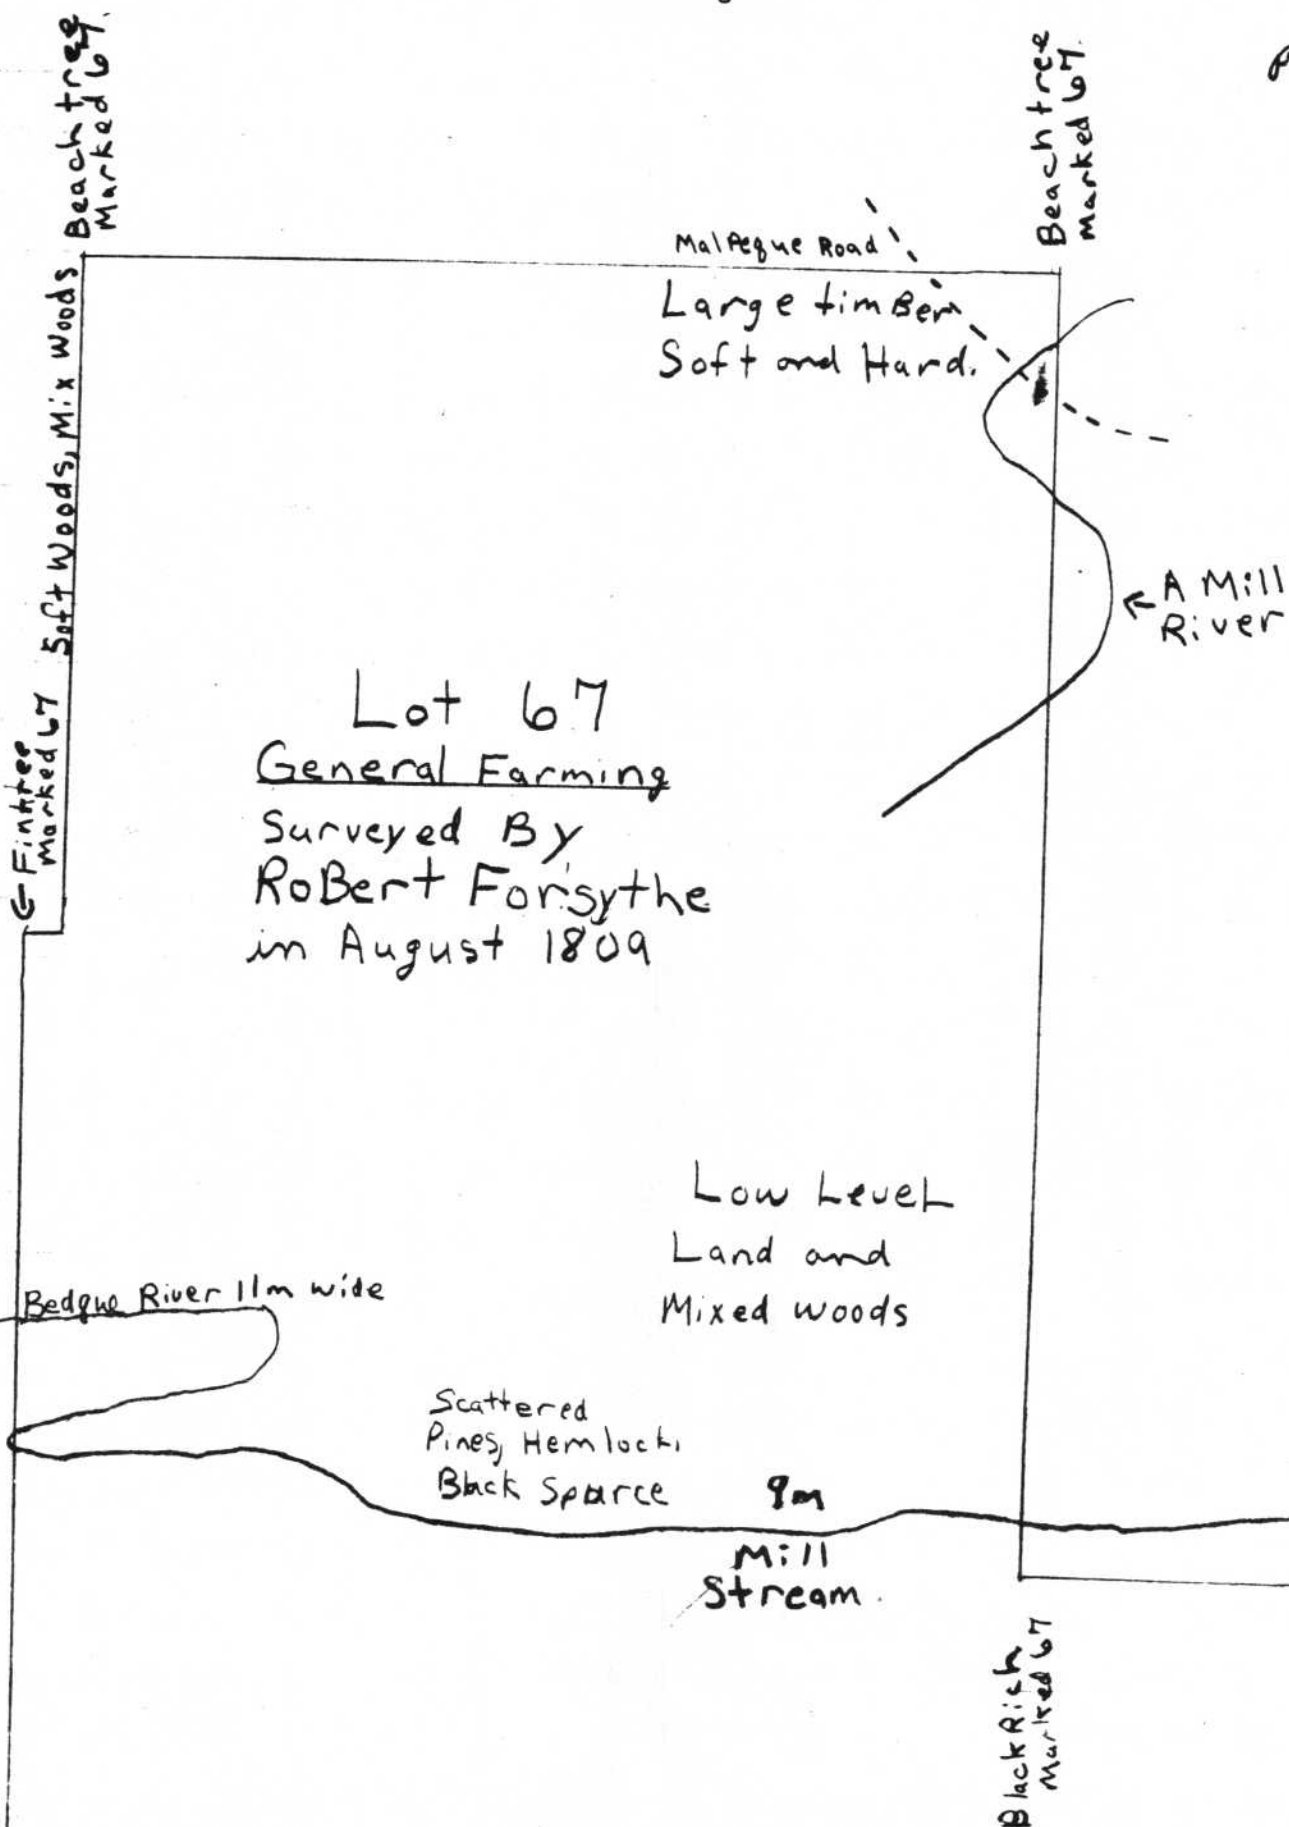 Beach tree
Marked 67.
Beach tree
Marked 67.
Malpeque Road
Large timBer
Soft and Hard.
Soft Woods, Mix Woods
A Mill
River
← Firtree
Marked 67
Lot 67
General Farming
Surveyed By
RoBert Forsythe
in August 1809
Low LeveL
Land and
Mixed woods
Bedque River 11m wide
Scattered
Pines, Hemlock,
Black Sparce
9m
Mill
Stream.
Black Rich
Marked 67